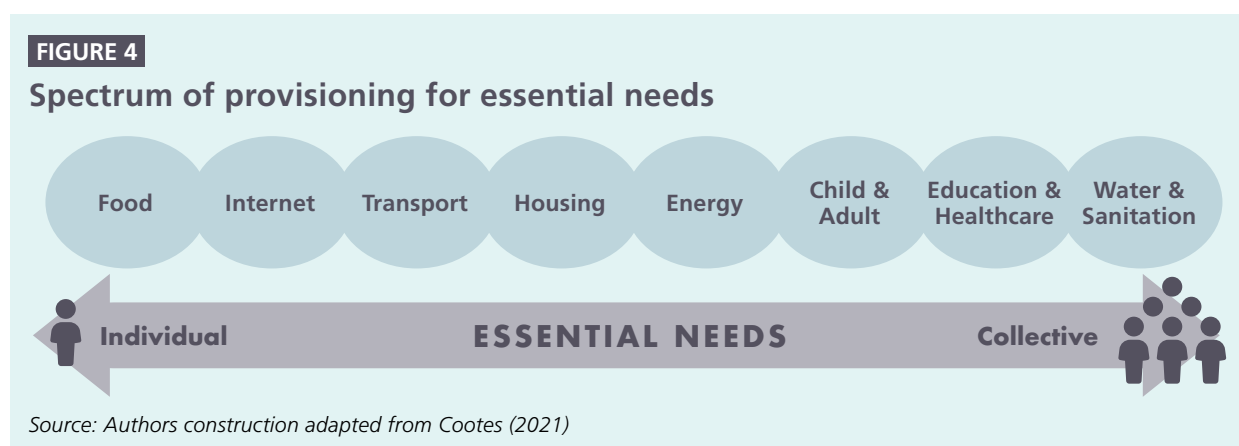 FIGURE 4
Spectrum of provisioning for essential needs
Food
Internet
Transport
Housing
Energy
Child &
Adult
Education &
Healthcare
Water &
Sanitation
Individual
ESSENTIAL NEEDS
Collective
Source: Authors construction adapted from Cootes (2021)